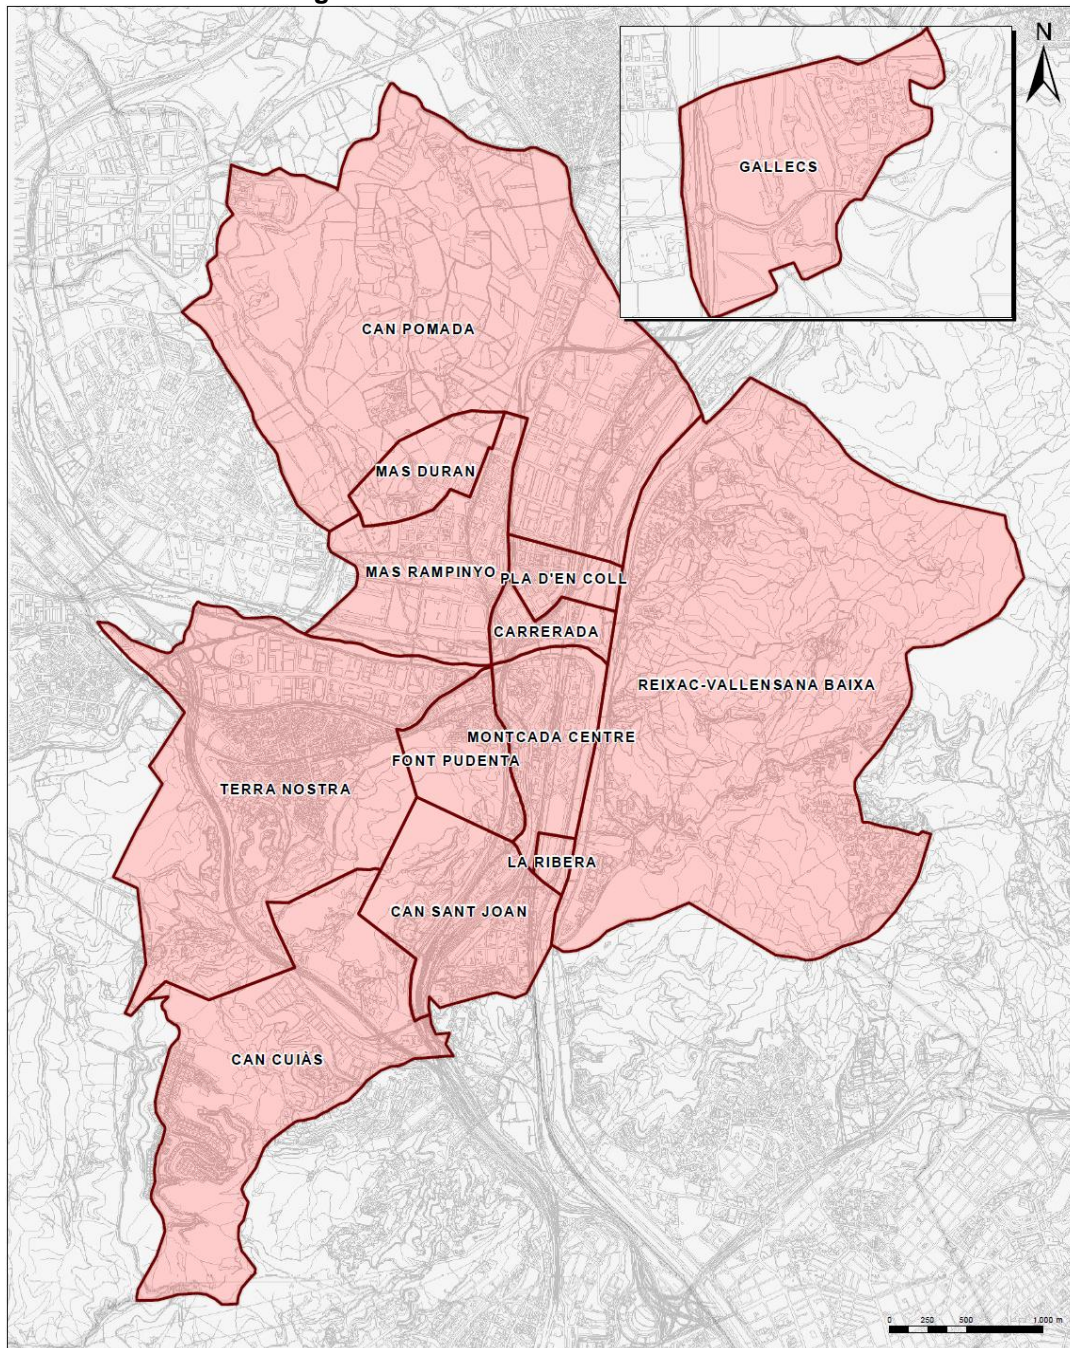 N
GALLECS
CAN POMADA
MAS DURAN
MAS RAMPINYO
PLA D'EN COLL
CARRERADA
REIXAC-VALLENSANA BAIXA
MONTCADA CENTRE
FONT PUDENTA
TERRA NOSTRA
LA RIBERA
CAN SANT JOAN
CAN CUIÀS
0 250 500 1.000 m